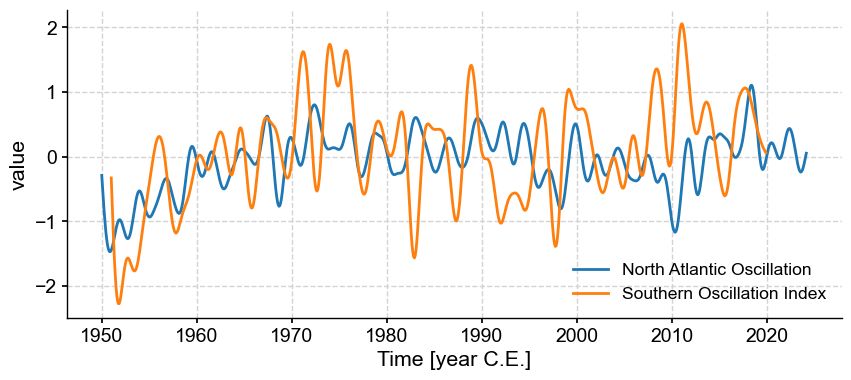 value
2
1
0
−1
−2
1950 1960 1970 1980 1990 2000 2010 2020
Time [year C.E.]
North Atlantic Oscillation
Southern Oscillation Index